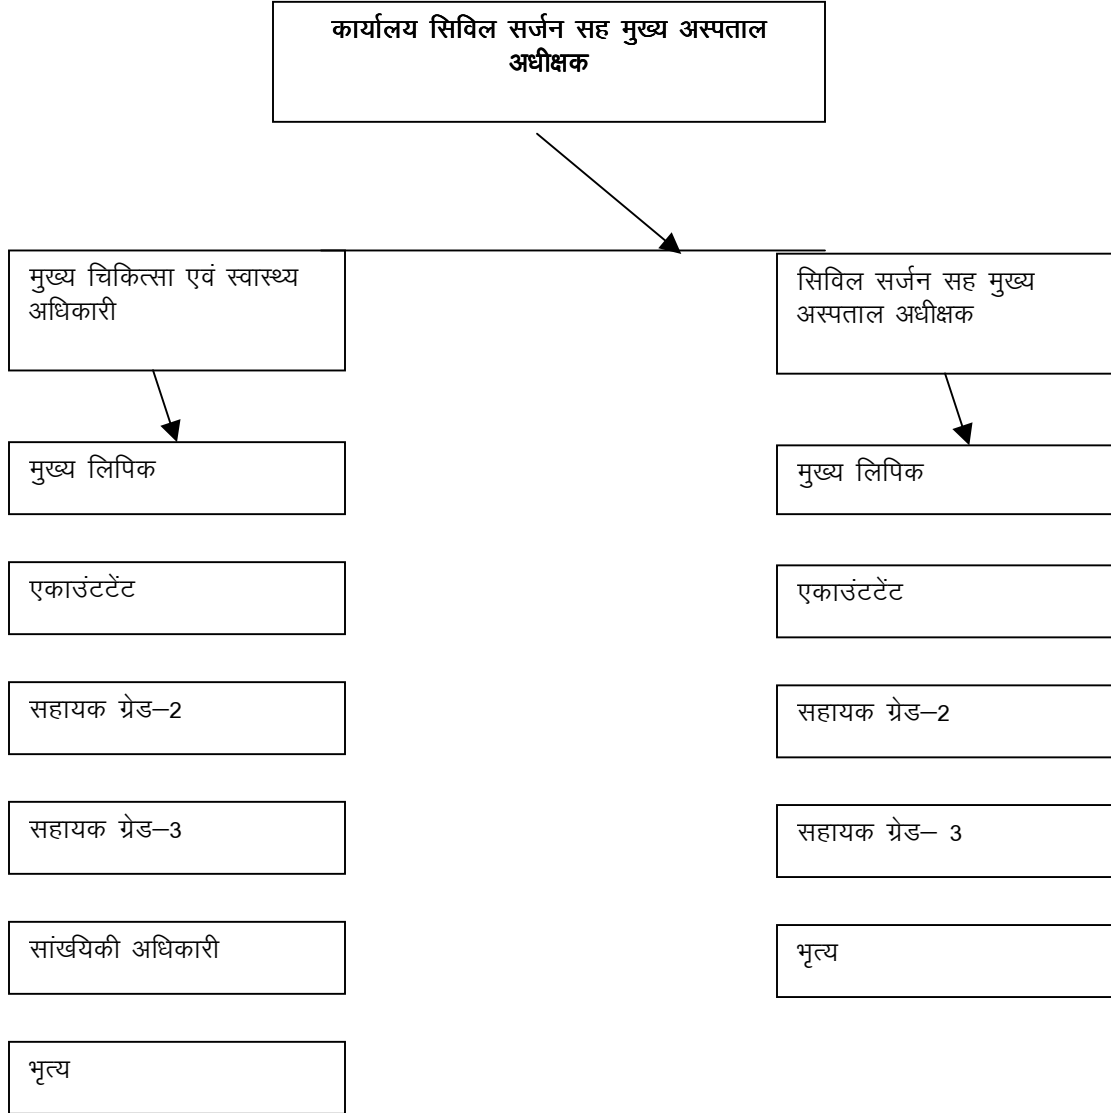 कार्यालय सिविल सर्जन सह मुख्य अस्पताल
अधीक्षक
मुख्य चिकित्सा एवं स्वास्थ्य
अधिकारी
मुख्य लिपिक
एकाउंटटेंट
सहायक ग्रेड–2
सहायक ग्रेड–3
सांखयिकी अधिकारी
भृत्य
सिविल सर्जन सह मुख्य
अस्पताल अधीक्षक
मुख्य लिपिक
एकाउंटटेंट
सहायक ग्रेड–2
सहायक ग्रेड– 3
भृत्य